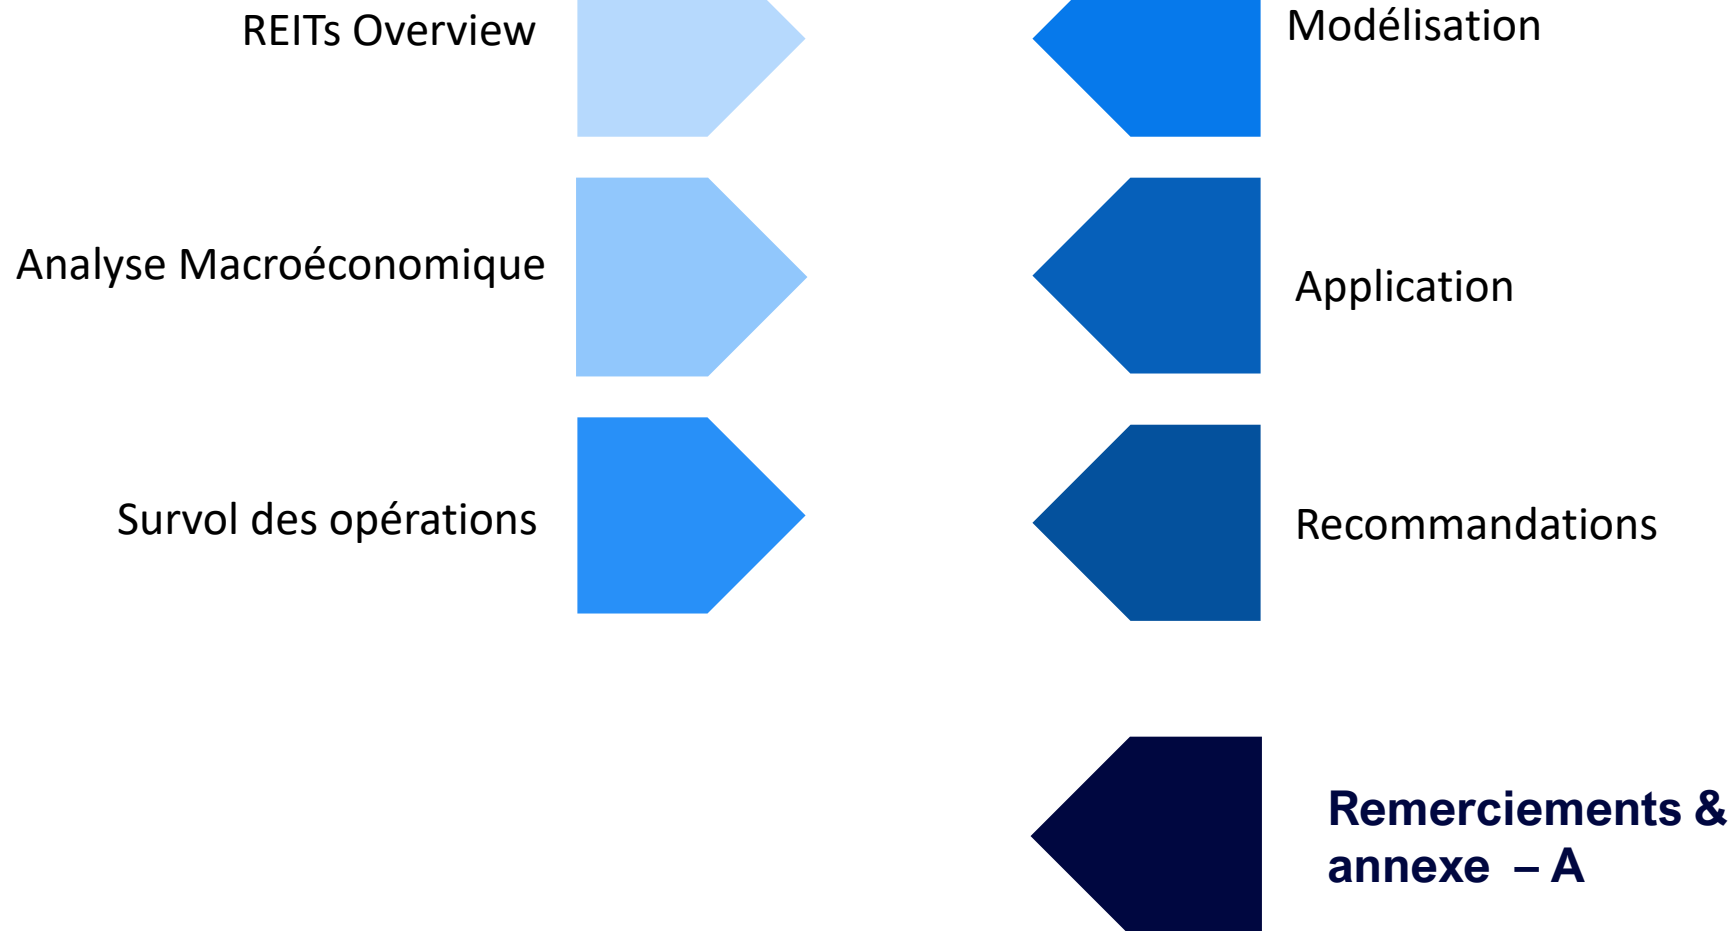 REITs Overview
Analyse Macroéconomique
Survol des opérations
Modélisation
Application
Recommandations
Remerciements &
annexe – A